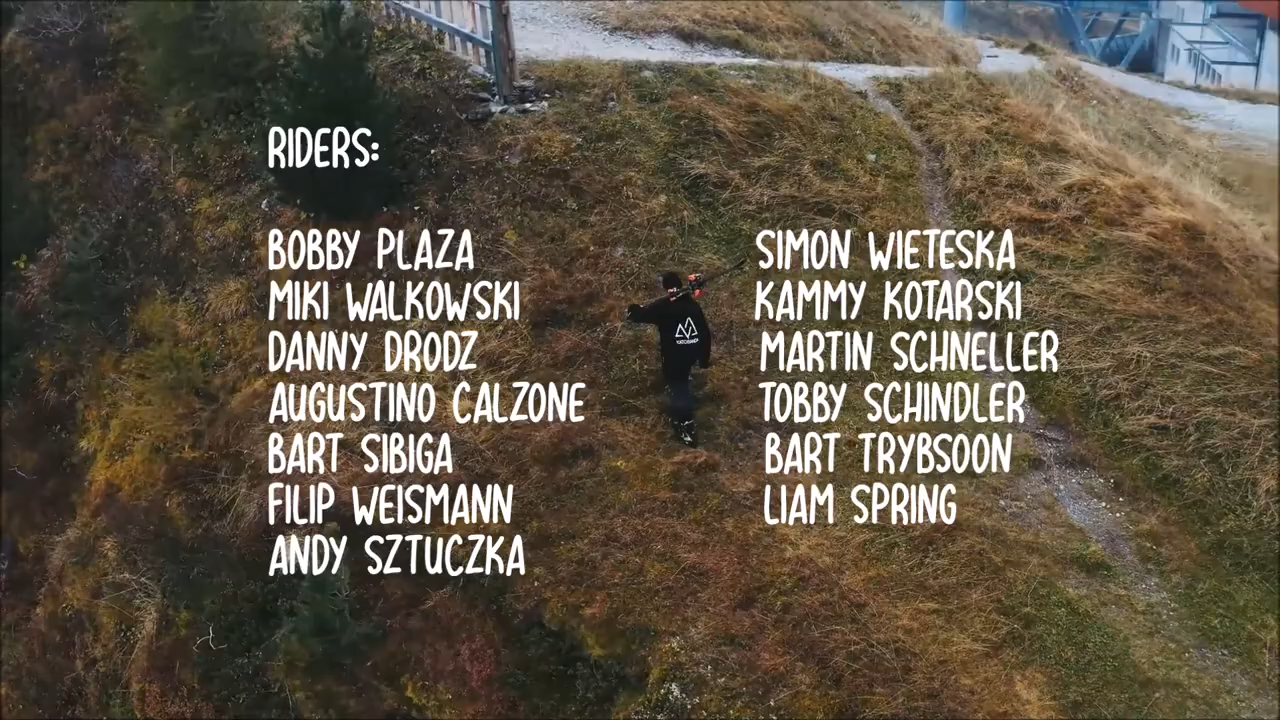 RIDERS:
BOBBY PLAZA
MIKI WALKOWSKI
DANNY DRODZ
AUGUSTINO CALZONE
BART SIBIGA
FILIP WEISMANN
ANDY SZTUCZKA
SIMON WIETESKA
KAMMY KOTARSKI
MARTIN SCHNELLER
TOBBY SCHINDLER
BART TRYBSOON
LIAM SPRING